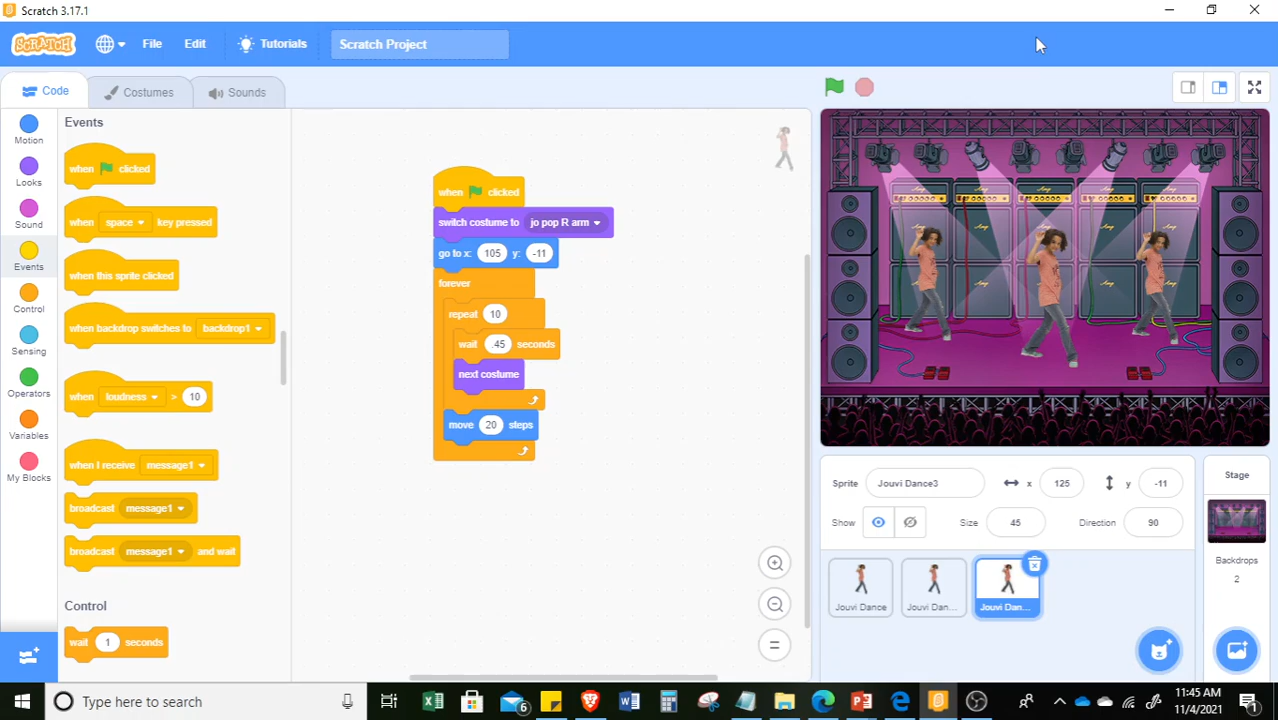 Scratch 3.17.1
SCRATCH
File
Edit
Tutorials
Scratch Project
Code
Costumes
Sounds
Motion
Looks
Sound
Events
Control
Sensing
Operators
Variables
My Blocks
Events
when clicked
when space key pressed
when this sprite clicked
when backdrop switches to backdrop1
when loudness > 10
when I receive message1
broadcast message1
broadcast message1 and wait
Control
wait 1 seconds
when clicked
switch costume to jo pop R arm
go to x: 105 y: -11
forever
repeat 10
wait .45 seconds
next costume
move 20 steps
Sprite Jouvi Dance3 x 125 y -11
Show Size 45 Direction 90
Jouvi Dance
Jouvi Dan...
Jouvi Dan...
Stage
Backdrops
2
Type here to search
6
11:45 AM
11/4/2021
1